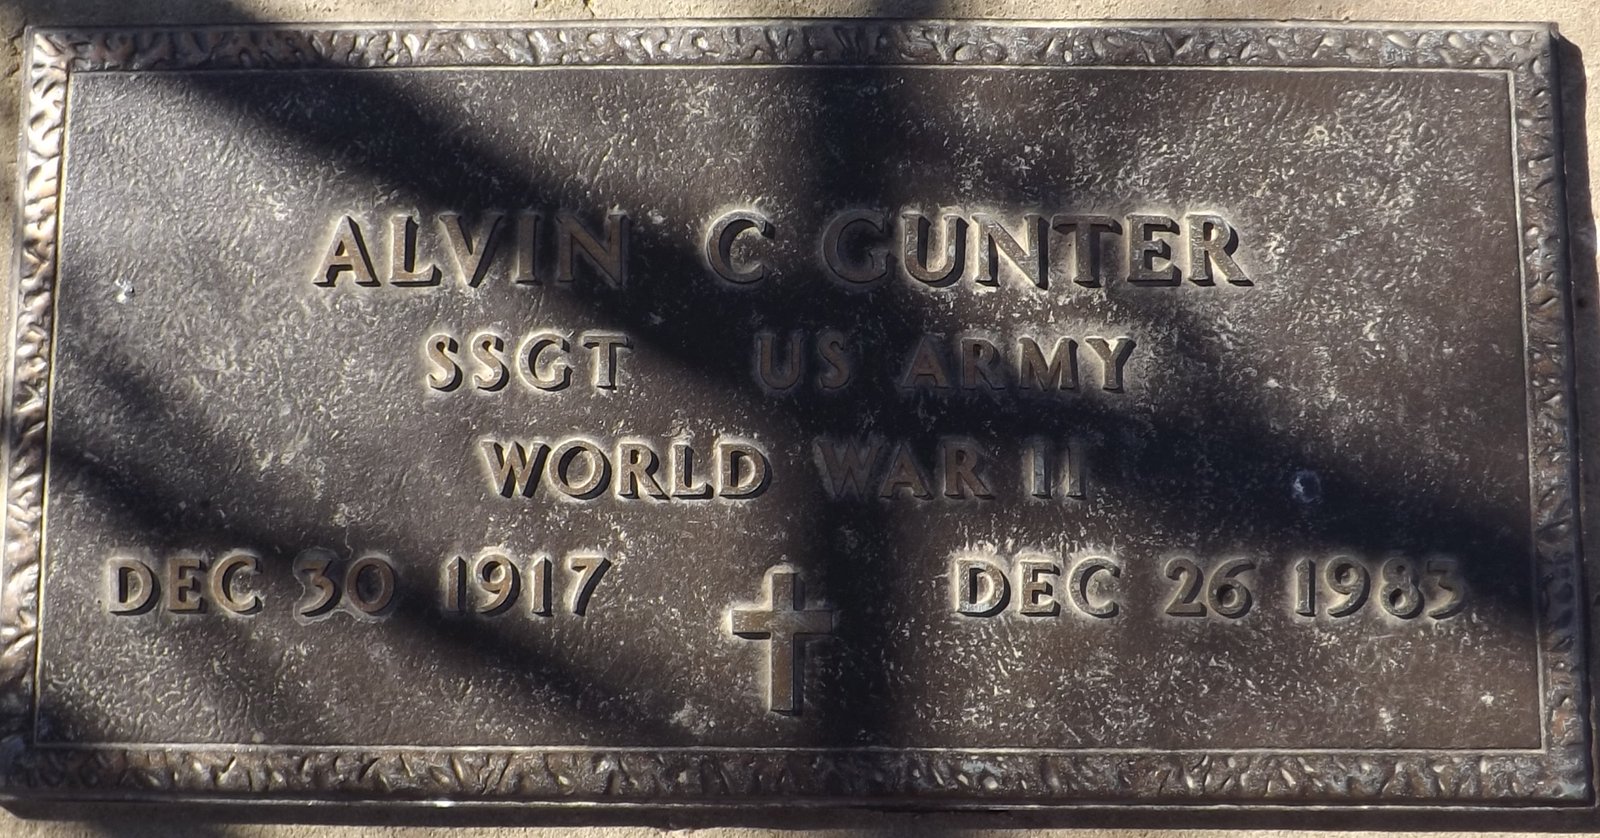 ALVIN C GUNTER
SSGT US ARMY
WORLD WAR II
DEC 30 1917 DEC 26 1983